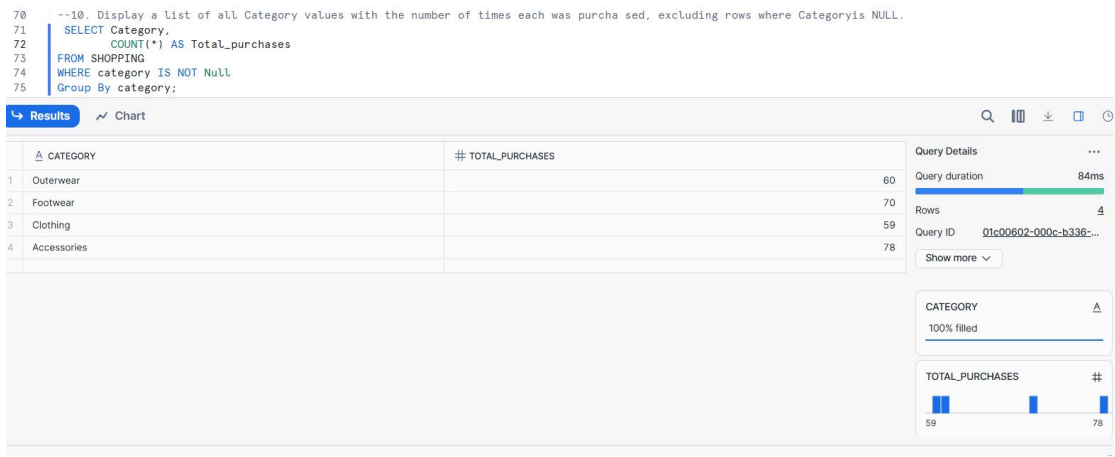 70 --10. Display a list of all Category values with the number of times each was purcha sed, excluding rows where Categoryis NULL.
71 SELECT Category,
72 COUNT(*) AS Total_purchases
73 FROM SHOPPING
74 WHERE category IS NOT Null
75 Group By category;
Results Chart
A CATEGORY # TOTAL_PURCHASES
1 Outerwear 60
2 Footwear 70
3 Clothing 59
4 Accessories 78
Query Details ...
Query duration 84ms
Rows 4
Query ID 01c00602-000c-b336-...
Show more
CATEGORY A
100% filled
TOTAL_PURCHASES #
59 78